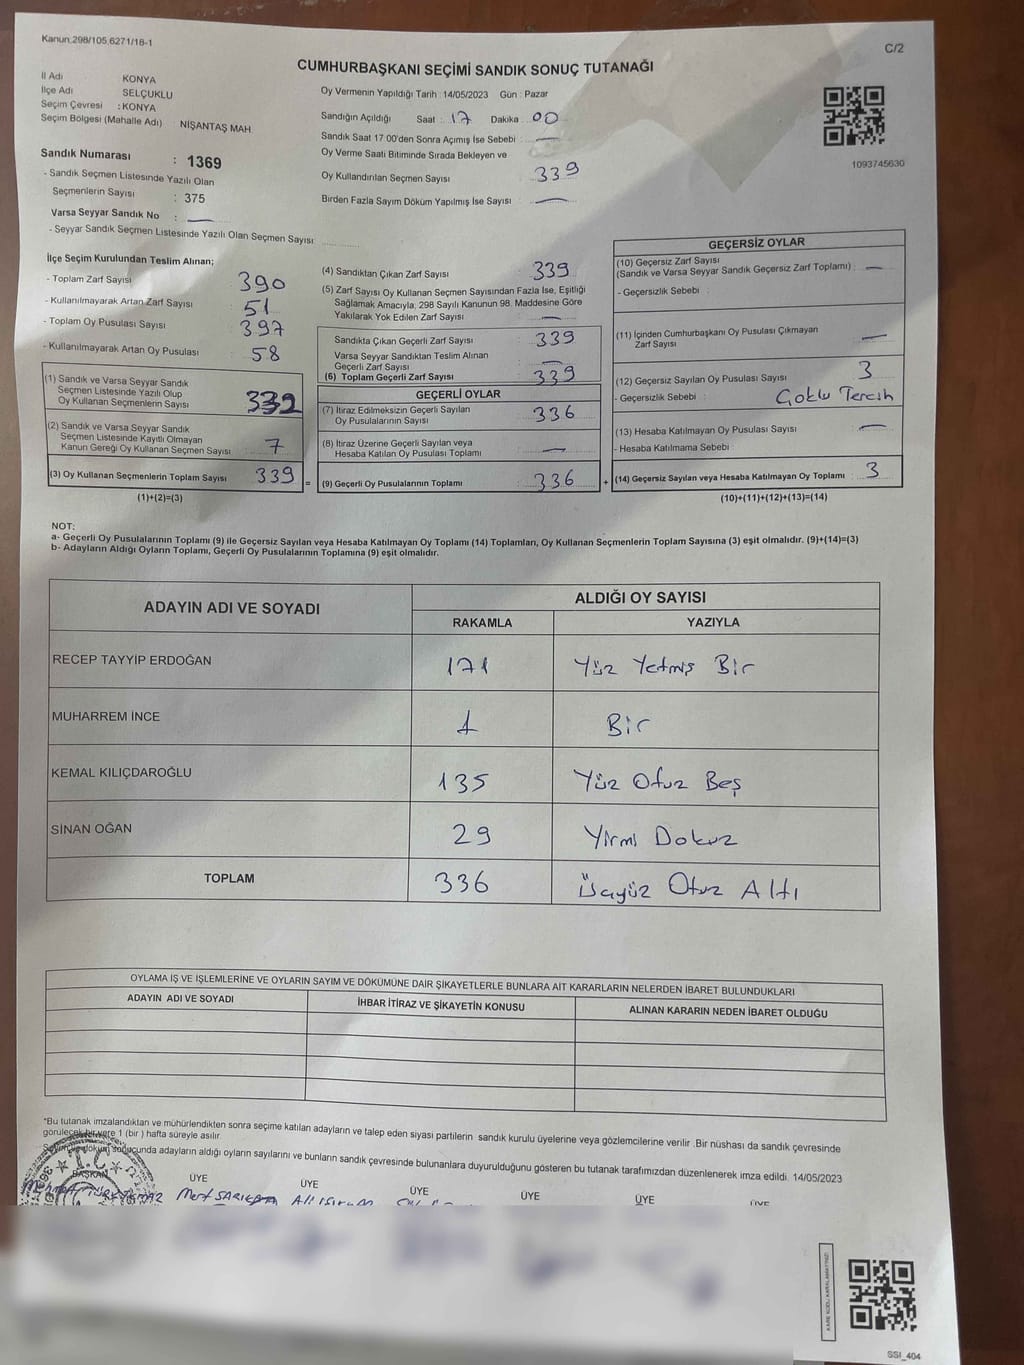 Kanun:298/105,6271/18-1
C/2
CUMHURBAŞKANI SEÇİMİ SANDIK SONUÇ TUTANAĞI
İl Adı KONYA
İlçe Adı SELÇUKLU
Seçim Çevresi : KONYA
Seçim Bölgesi (Mahalle Adı) : NİŞANTAŞ MAH.
Sandık Numarası : 1369
- Sandık Seçmen Listesinde Yazılı Olan
Seçmenlerin Sayısı : 375
Varsa Seyyar Sandık No : —
- Seyyar Sandık Seçmen Listesinde Yazılı Olan Seçmen Sayısı:
Oy Vermenin Yapıldığı Tarih : 14/05/2023 Gün : Pazar
Sandığın Açıldığı Saat : 17 Dakika : 00
Sandık Saat 17:00'den Sonra Açımış İse Sebebi : —
Oy Verme Saati Bitiminde Sırada Bekleyen ve
Oy Kullandırılan Seçmen Sayısı : 339
Birden Fazla Sayım Döküm Yapılmış İse Sayısı : —
1093745630
İlçe Seçim Kurulundan Teslim Alınan;
- Toplam Zarf Sayısı : 390
- Kullanılmayarak Artan Zarf Sayısı : 51
- Toplam Oy Pusulası Sayısı : 397
- Kullanılmayarak Artan Oy Pusulası : 58
(1) Sandık ve Varsa Seyyar Sandık
Seçmen Listesinde Yazılı Olup
Oy Kullanan Seçmenlerin Sayısı : 332
(2) Sandık ve Varsa Seyyar Sandık
Seçmen Listesinde Kayıtlı Olmayan
Kanun Gereği Oy Kullanan Seçmen Sayısı : 7
(3) Oy Kullanan Seçmenlerin Toplam Sayısı : 339 =
(1)+(2)=(3)
(4) Sandıktan Çıkan Zarf Sayısı : 339
(5) Zarf Sayısı Oy Kullanan Seçmen Sayısından Fazla İse, Eşitliği
Sağlamak Amacıyla; 298 Sayılı Kanunun 98. Maddesine Göre
Yakılarak Yok Edilen Zarf Sayısı : —
Sandıkta Çıkan Geçerli Zarf Sayısı : 339
Varsa Seyyar Sandıktan Teslim Alınan
Geçerli Zarf Sayısı : —
(6) Toplam Geçerli Zarf Sayısı : 339
GEÇERLİ OYLAR
(7) İtiraz Edilmeksizin Geçerli Sayılan
Oy Pusulalarının Sayısı : 336
(8) İtiraz Üzerine Geçerli Sayılan veya
Hesaba Katılan Oy Pusulası Toplamı : —
(9) Geçerli Oy Pusulalarının Toplamı : 336 +
GEÇERSİZ OYLAR
(10) Geçersiz Zarf Sayısı
(Sandık ve Varsa Seyyar Sandık Geçersiz Zarf Toplamı) : —
- Geçersizlik Sebebi :
(11) İçinden Cumhurbaşkanı Oy Pusulası Çıkmayan
Zarf Sayısı : —
(12) Geçersiz Sayılan Oy Pusulası Sayısı : 3
- Geçersizlik Sebebi : Çoklu Tercih
(13) Hesaba Katılmayan Oy Pusulası Sayısı : —
- Hesaba Katılmama Sebebi :
(14) Geçersiz Sayılan veya Hesaba Katılmayan Oy Toplamı : 3
(10)+(11)+(12)+(13)=(14)
NOT:
a- Geçerli Oy Pusulalarının Toplamı (9) ile Geçersiz Sayılan veya Hesaba Katılmayan Oy Toplamı (14) Toplamları, Oy Kullanan Seçmenlerin Toplam Sayısına (3) eşit olmalıdır. (9)+(14)=(3)
b- Adayların Aldığı Oyların Toplamı, Geçerli Oy Pusulalarının Toplamına (9) eşit olmalıdır.
ADAYIN ADI VE SOYADI
ALDIĞI OY SAYISI
RAKAMLA YAZIYLA
RECEP TAYYİP ERDOĞAN 171 Yüz Yetmiş Bir
MUHARREM İNCE 1 Bir
KEMAL KILIÇDAROĞLU 135 Yüz Otuz Beş
SİNAN OĞAN 29 Yirmi Dokuz
TOPLAM 336 Üçyüz Otuz Altı
OYLAMA İŞ VE İŞLEMLERİNE VE OYLARIN SAYIM VE DÖKÜMÜNE DAİR ŞİKAYETLERLE BUNLARA AİT KARARLARIN NELERDEN İBARET BULUNDUKLARI
ADAYIN ADI VE SOYADI İHBAR İTİRAZ VE ŞİKAYETİN KONUSU ALINAN KARARIN NEDEN İBARET OLDUĞU
*Bu tutanak imzalandıktan ve mühürlendikten sonra seçime katılan adayların ve talep eden siyasi partilerin sandık kurulu üyelerine veya gözlemcilerine verilir .Bir nüshası da sandık çevresinde
görülecek bir yere 1 (bir ) hafta süreyle asılır.
sonucunda adayların aldığı oyların sayılarını ve bunların sandık çevresinde bulunanlara duyurulduğunu gösteren bu tutanak tarafımızdan düzenlenerek imza edildi. 14/05/2023
T.C.
BAŞKAN ÜYE ÜYE ÜYE ÜYE ÜYE ÜYE
Mert
KARE KODU KARALAMAYINIZ!
SSI_404